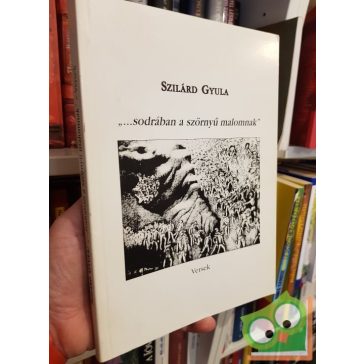 SZILÁRD GYULA
„...sodrában a szörnyű malomnak"
Versek